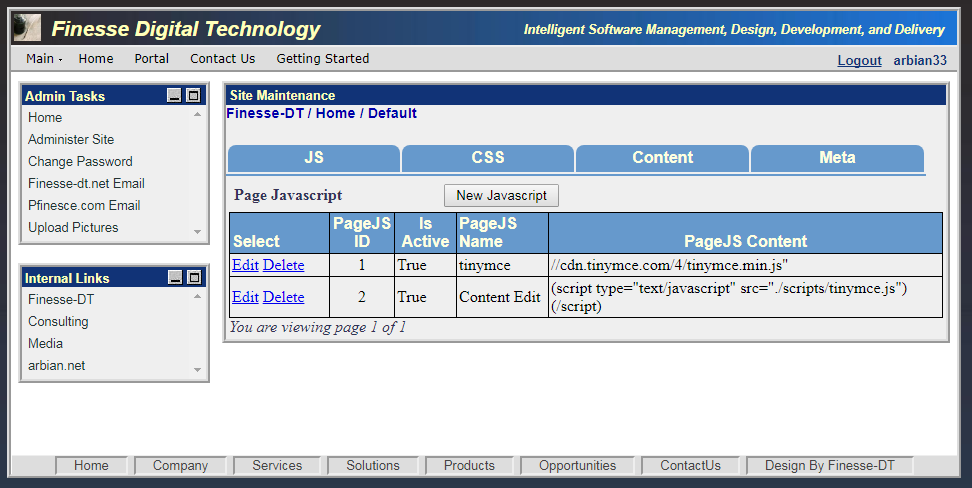 Finesse Digital Technology
Intelligent Software Management, Design, Development, and Delivery
Main Home Portal Contact Us Getting Started
Logout arbian33
Admin Tasks
Home
Administer Site
Change Password
Finesse-dt.net Email
Pfinesce.com Email
Upload Pictures
Internal Links
Finesse-DT
Consulting
Media
arbian.net
Site Maintenance
Finesse-DT / Home / Default
JS CSS Content Meta
Page Javascript New Javascript
Select PageJS ID Is Active PageJS Name PageJS Content
Edit Delete 1 True tinymce //cdn.tinymce.com/4/tinymce.min.js"
Edit Delete 2 True Content Edit (script type="text/javascript" src="./scripts/tinymce.js")
(/script)
You are viewing page 1 of 1
Home Company Services Solutions Products Opportunities ContactUs Design By Finesse-DT